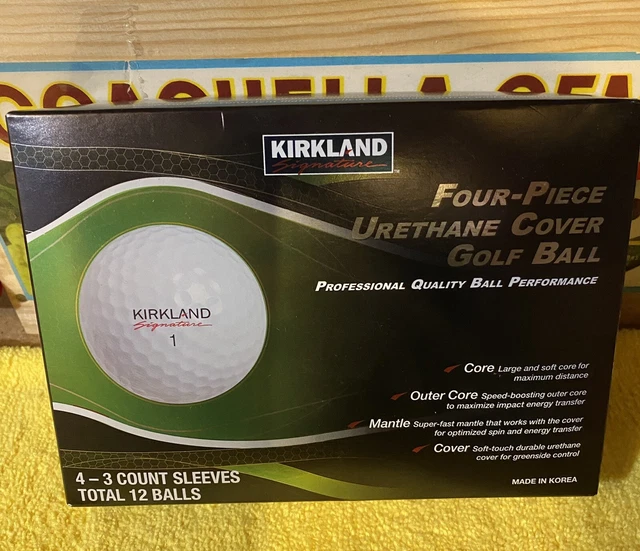 COACHELLA
KIRKLAND
Signature
FOUR-PIECE
URETHANE COVER
GOLF BALL
PROFESSIONAL QUALITY BALL PERFORMANCE
KIRKLAND
Signature
1
Core Large and soft core for
maximum distance
Outer Core Speed-boosting outer core
to maximize impact energy transfer
Mantle Super-fast mantle that works with the cover
for optimized spin and energy transfer
Cover Soft-touch durable urethane
cover for greenside control
4 – 3 COUNT SLEEVES
TOTAL 12 BALLS
MADE IN KOREA